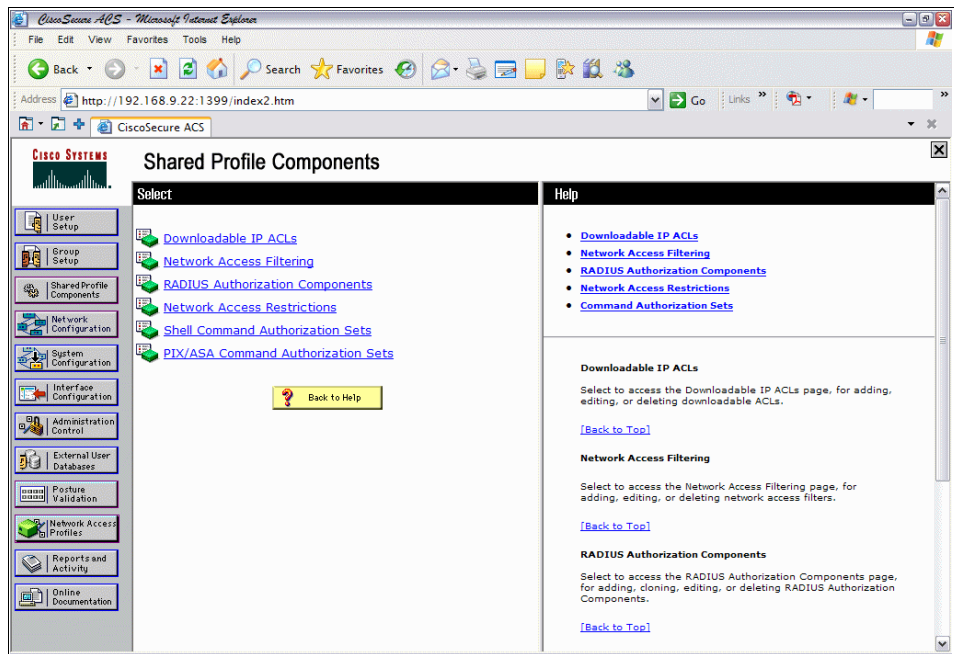 CiscoSecure ACS - Microsoft Internet Explorer
File Edit View Favorites Tools Help
Back Search Favorites
Address http://192.168.9.22:1399/index2.htm Go Links »
CiscoSecure ACS
CISCO SYSTEMS
Shared Profile Components
Select
User Setup
Group Setup
Shared Profile Components
Network Configuration
System Configuration
Interface Configuration
Administration Control
External User Databases
Posture Validation
Network Access Profiles
Reports and Activity
Online Documentation
Downloadable IP ACLs
Network Access Filtering
RADIUS Authorization Components
Network Access Restrictions
Shell Command Authorization Sets
PIX/ASA Command Authorization Sets
? Back to Help
Help
Downloadable IP ACLs
Network Access Filtering
RADIUS Authorization Components
Network Access Restrictions
Command Authorization Sets
Downloadable IP ACLs
Select to access the Downloadable IP ACLs page, for adding,
editing, or deleting downloadable ACLs.
[Back to Top]
Network Access Filtering
Select to access the Network Access Filtering page, for
adding, editing, or deleting network access filters.
[Back to Top]
RADIUS Authorization Components
Select to access the RADIUS Authorization Components page,
for adding, cloning, editing, or deleting RADIUS Authorization
Components.
[Back to Top]